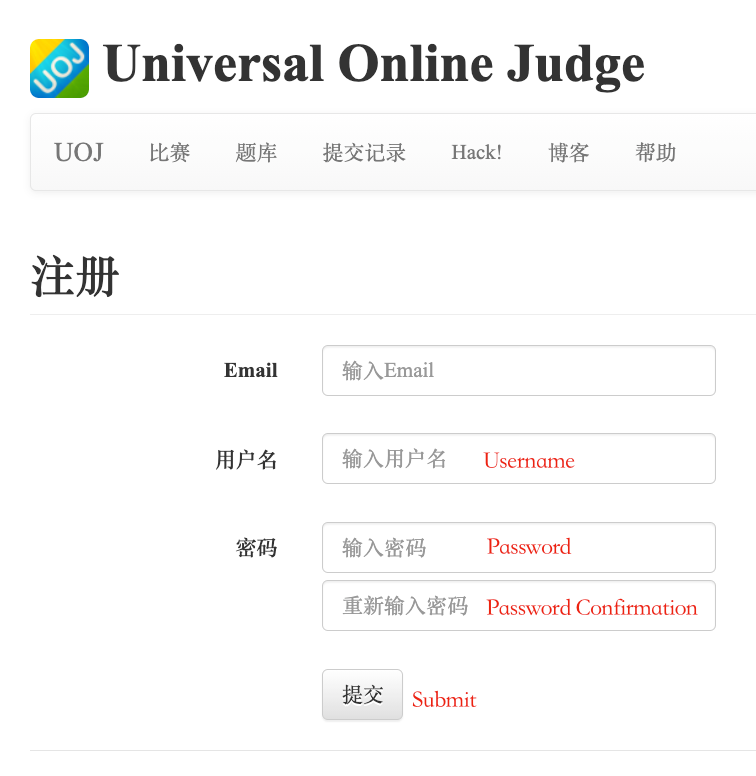 UOJ Universal Online Judge
UOJ 比赛 题库 提交记录 Hack! 博客 帮助
注册
Email 输入Email
用户名 输入用户名 Username
密码 输入密码 Password
重新输入密码 Password Confirmation
提交 Submit